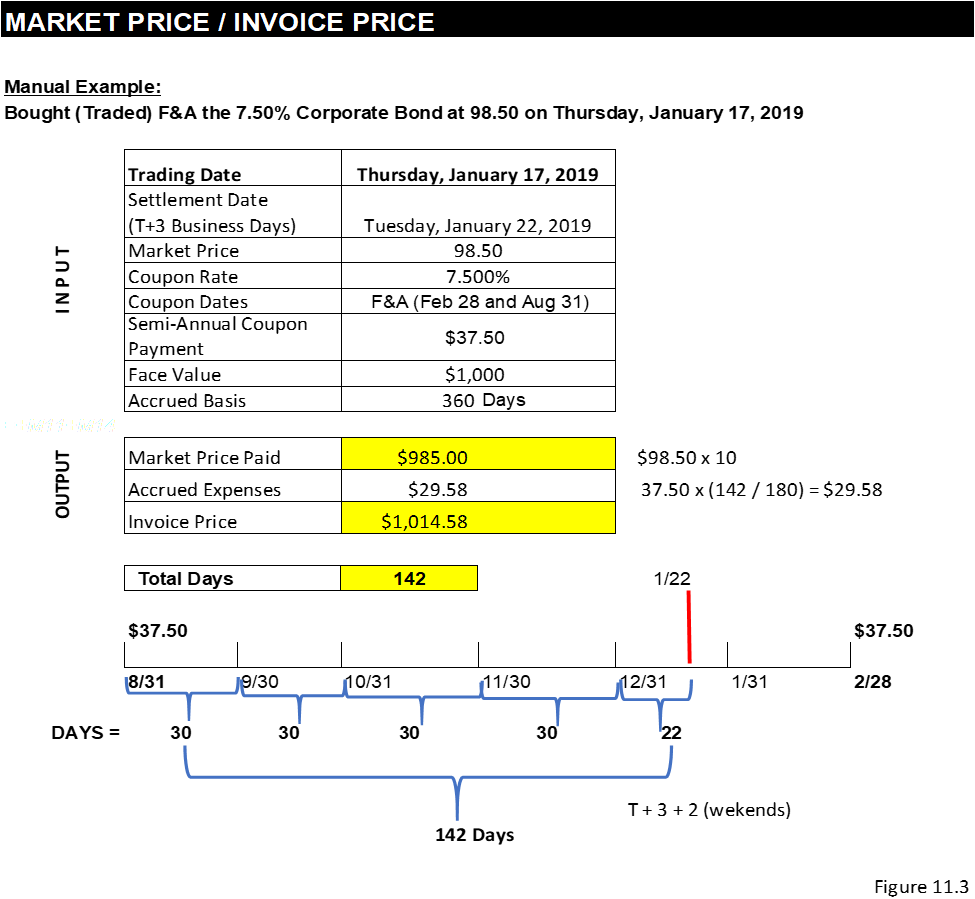 MARKET PRICE / INVOICE PRICE
Manual Example:
Bought (Traded) F&A the 7.50% Corporate Bond at 98.50 on Thursday, January 17, 2019
INPUT
Trading Date Thursday, January 17, 2019
Settlement Date
(T+3 Business Days) Tuesday, January 22, 2019
Market Price 98.50
Coupon Rate 7.500%
Coupon Dates F&A (Feb 28 and Aug 31)
Semi-Annual Coupon
Payment $37.50
Face Value $1,000
Accrued Basis 360 Days
OUTPUT
Market Price Paid $985.00 $98.50 x 10
Accrued Expenses $29.58 37.50 x (142 / 180) = $29.58
Invoice Price $1,014.58
Total Days 142 1/22
$37.50 $37.50
8/31 9/30 10/31 11/30 12/31 1/31 2/28
DAYS = 30 30 30 30 22
T + 3 + 2 (wekends)
142 Days
Figure 11.3